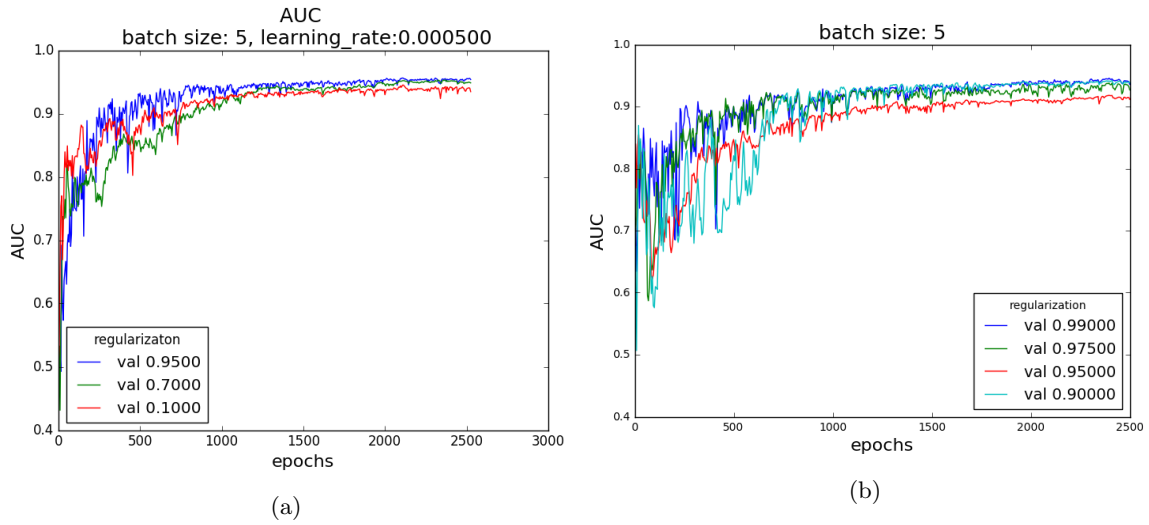 AUC
batch size: 5, learning_rate:0.000500
1.0
0.9
0.8
0.7
0.6
0.5
0.4
AUC
regularizaton
val 0.9500
val 0.7000
val 0.1000
0 500 1000 1500 2000 2500 3000
epochs
(a)
batch size: 5
1.0
0.9
0.8
0.7
0.6
0.5
0.4
AUC
regularization
val 0.99000
val 0.97500
val 0.95000
val 0.90000
0 500 1000 1500 2000 2500
epochs
(b)